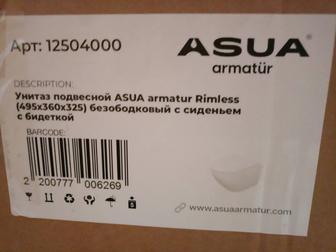 Арт: 12504000
ASUA®
armatür
DESCRIPTION:
Унитаз подвесной ASUA armatur Rimless
(495x360x325) безободковый с сиденьем
с бидеткой
BARCODE:
2 200777 006269
www.asuaarmatur.com